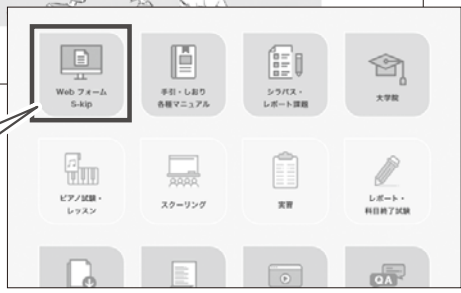 Web フォーム
S-kip
手引・しおり
各種マニュアル
シラバス・
レポート課題
大学院
ピアノ試験・
レッスン
スクーリング
実習
レポート・
科目終了試験
QA